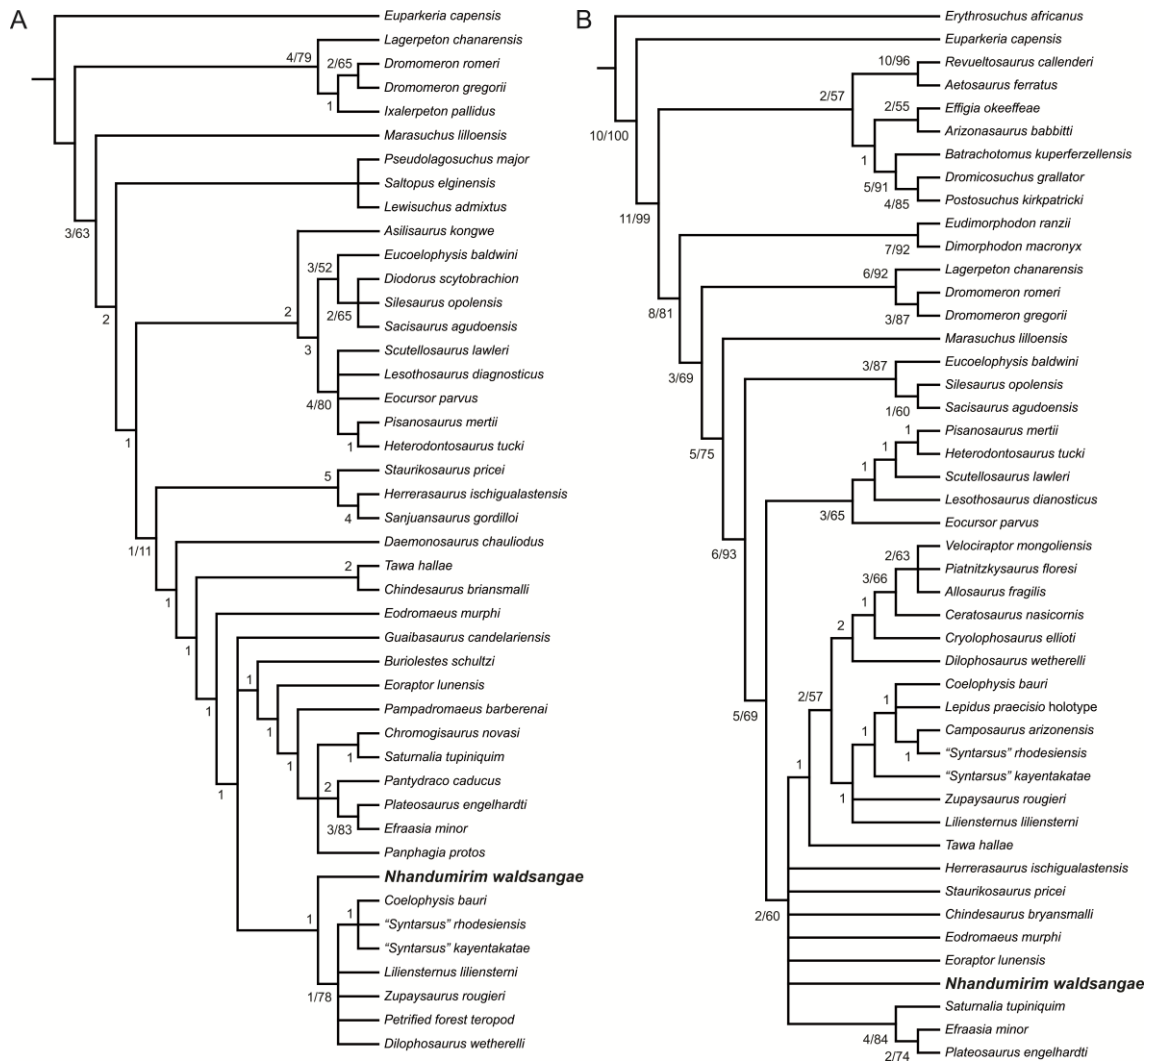 A
Euparkeria capensis
Lagerpeton chanarensis
4/79
2/65
Dromomeron romeri
Dromomeron gregorii
1
Ixalerpeton pallidus
Marasuchus lilloensis
Pseudolagosuchus major
Saltopus elginensis
Lewisuchus admixtus
3/63
Asilisaurus kongwe
Eucoelophysis baldwini
3/52
Diodorus scytobrachion
Silesaurus opolensis
2
2/65
Sacisaurus agudoensis
2
3
Scutellosaurus lawleri
Lesothosaurus diagnosticus
Eocursor parvus
4/80
Pisanosaurus mertii
1
Heterodontosaurus tucki
1
Staurikosaurus pricei
5
Herrerasaurus ischigualastensis
4
Sanjuansaurus gordilloi
Daemonosaurus chauliodus
1/11
2
Tawa hallae
Chindesaurus briansmalli
1
Eodromaeus murphi
Guaibasaurus candelariensis
1
Buriolestes schultzi
1
Eoraptor lunensis
Pampadromaeus barberenai
1
Chromogisaurus novasi
1
1
Saturnalia tupiniquim
1
2
Pantydraco caducus
1
Plateosaurus engelhardti
3/83
Efraasia minor
Panphagia protos
Nhandumirim waldsangae
1
1
Coelophysis bauri
“Syntarsus” rhodesiensis
“Syntarsus” kayentakatae
Liliensternus liliensterni
1/78
Zupaysaurus rougieri
Petrified forest teropod
Dilophosaurus wetherelli
B
Erythrosuchus africanus
Euparkeria capensis
10/96
Revueltosaurus callenderi
2/57
Aetosaurus ferratus
2/55
Effigia okeeffeae
10/100
Arizonasaurus babbitti
1
Batrachotomus kuperferzellensis
5/91
Dromicosuchus grallator
4/85
Postosuchus kirkpatricki
11/99
Eudimorphodon ranzii
7/92
Dimorphodon macronyx
6/92
Lagerpeton chanarensis
Dromomeron romeri
8/81
3/87
Dromomeron gregorii
Marasuchus lilloensis
3/69
3/87
Eucoelophysis baldwini
Silesaurus opolensis
1/60
Sacisaurus agudoensis
1
Pisanosaurus mertii
5/75
1
Heterodontosaurus tucki
1
Scutellosaurus lawleri
Lesothosaurus dianosticus
3/65
Eocursor parvus
6/93
2/63
Velociraptor mongoliensis
3/66
Piatnitzkysaurus floresi
Allosaurus fragilis
1
Ceratosaurus nasicornis
2
Cryolophosaurus ellioti
Dilophosaurus wetherelli
5/69
2/57
1
Coelophysis bauri
Lepidus praecisio holotype
1
Camposaurus arizonensis
1
“Syntarsus” rhodesiensis
1
“Syntarsus” kayentakatae
1
Zupaysaurus rougieri
Liliensternus liliensterni
Tawa hallae
Herrerasaurus ischigualastensis
Staurikosaurus pricei
2/60
Chindesaurus bryansmalli
Eodromaeus murphi
Eoraptor lunensis
Nhandumirim waldsangae
Saturnalia tupiniquim
4/84
Efraasia minor
2/74
Plateosaurus engelhardti